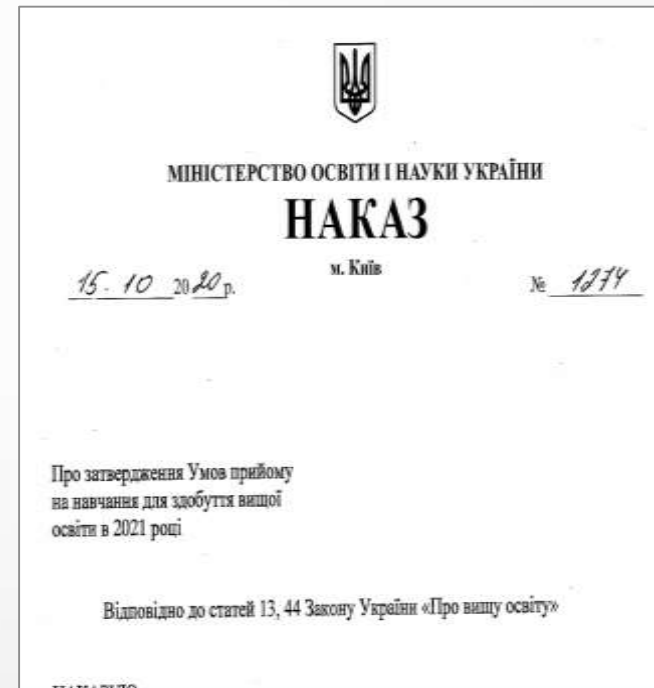 МІНІСТЕРСТВО ОСВІТИ І НАУКИ УКРАЇНИ
НАКАЗ
м. Київ
15. 10 2020 р. № 1274
Про затвердження Умов прийому
на навчання для здобуття вищої
освіти в 2021 році
Відповідно до статей 13, 44 Закону України «Про вищу освіту»